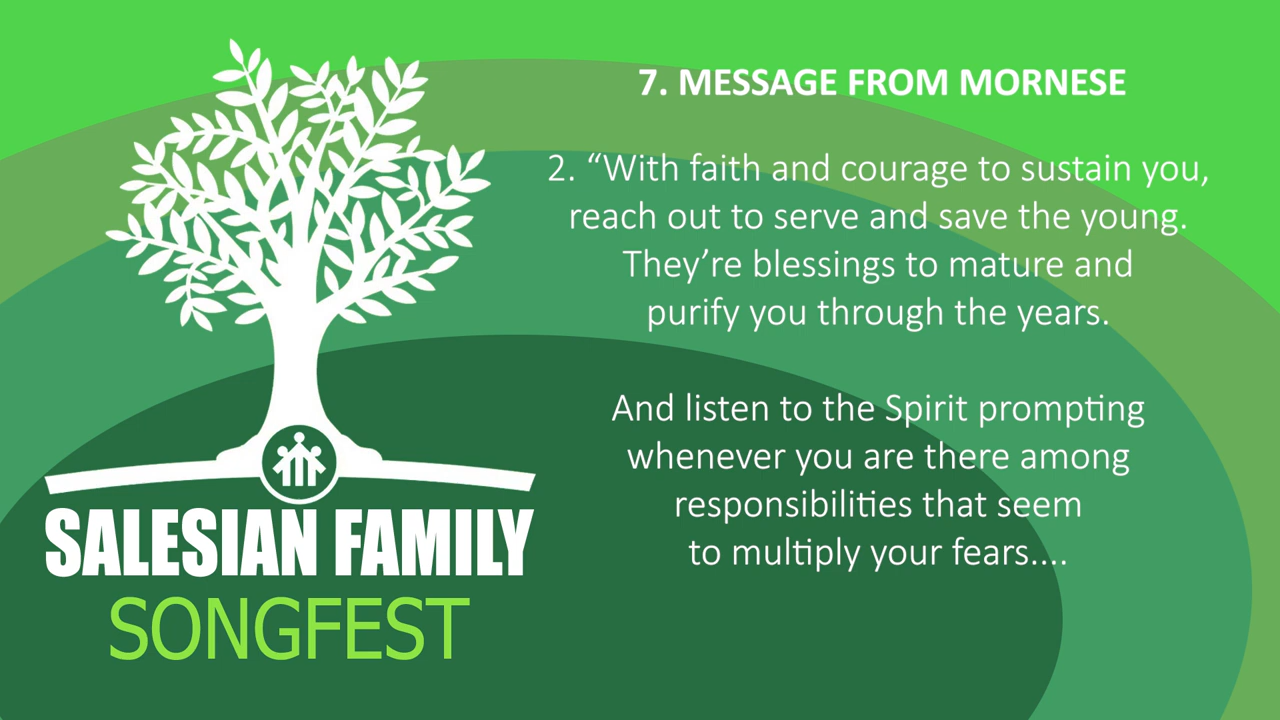 7. MESSAGE FROM MORNESE
2. “With faith and courage to sustain you,
reach out to serve and save the young.
They’re blessings to mature and
purify you through the years.
And listen to the Spirit prompting
whenever you are there among
responsibilities that seem
to multiply your fears....
SALESIAN FAMILY
SONGFEST